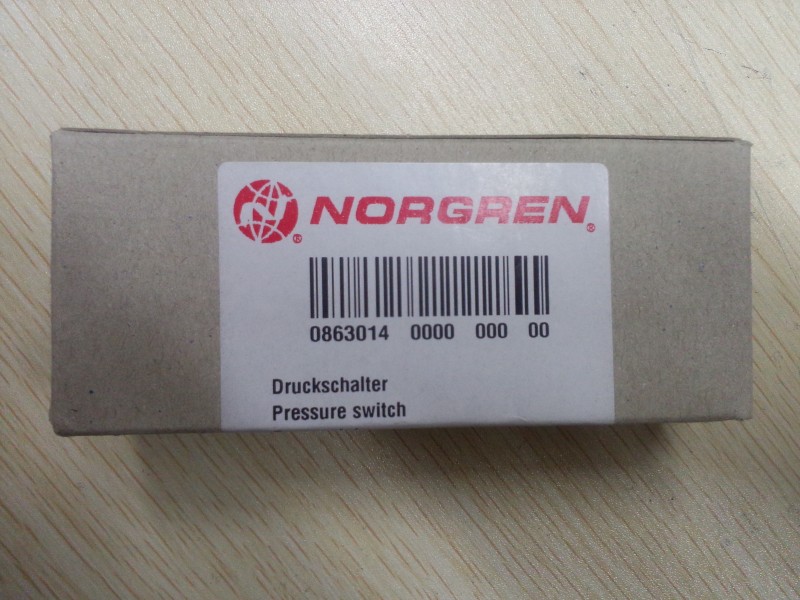 NORGREN
0863014 0000 000 00
Druckschalter
Pressure switch